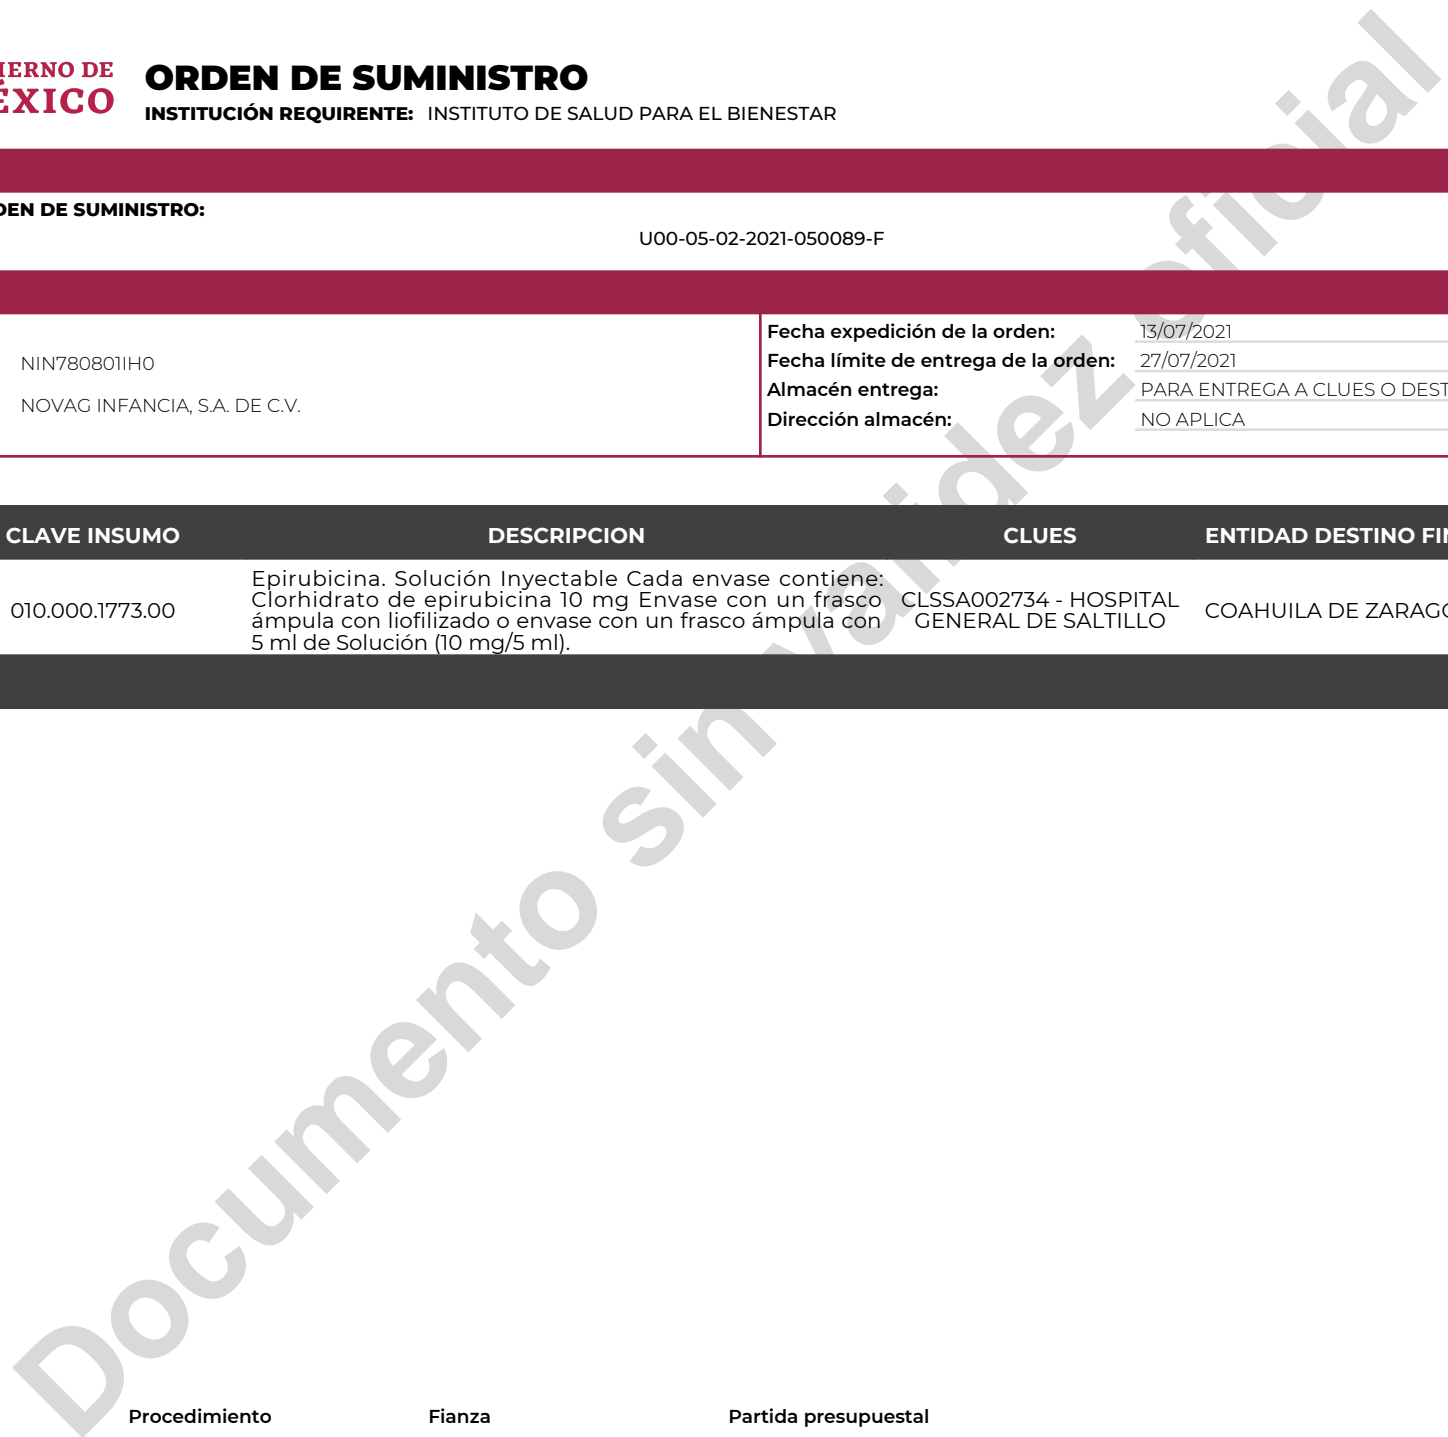 IERNO DE
ÉXICO
ORDEN DE SUMINISTRO
INSTITUCIÓN REQUIRENTE: INSTITUTO DE SALUD PARA EL BIENESTAR
DEN DE SUMINISTRO:
U00-05-02-2021-050089-F
NIN780801IH0
NOVAG INFANCIA, S.A. DE C.V.
Fecha expedición de la orden: 13/07/2021
Fecha límite de entrega de la orden: 27/07/2021
Almacén entrega: PARA ENTREGA A CLUES O DEST
Dirección almacén: NO APLICA
CLAVE INSUMO DESCRIPCION CLUES ENTIDAD DESTINO FIN
010.000.1773.00
Epirubicina. Solución Inyectable Cada envase contiene:
Clorhidrato de epirubicina 10 mg Envase con un frasco
ámpula con liofilizado o envase con un frasco ámpula con
5 ml de Solución (10 mg/5 ml).
CLSSA002734 - HOSPITAL
GENERAL DE SALTILLO
COAHUILA DE ZARAGO
Documento sin validez oficial
Procedimiento Fianza Partida presupuestal